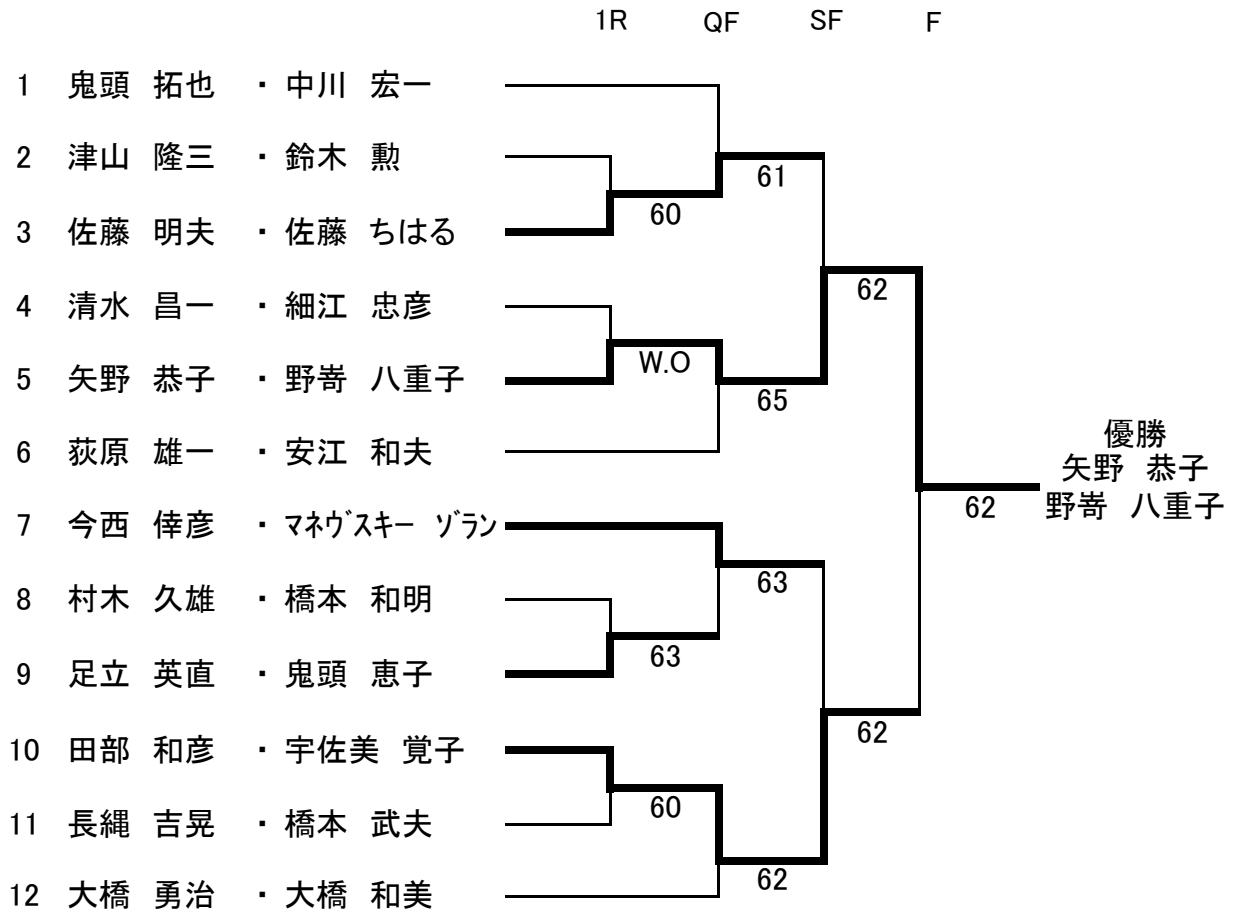 1R QF SF F
1 鬼頭 拓也 ・ 中川 宏一
2 津山 隆三 ・ 鈴木 勲
61
60
3 佐藤 明夫 ・ 佐藤 ちはる
4 清水 昌一 ・ 細江 忠彦
62
W.O
5 矢野 恭子 ・ 野嵜 八重子
65
6 荻原 雄一 ・ 安江 和夫
優勝
矢野 恭子
野嵜 八重子
62
7 今西 倖彦 ・ ﾏﾈｳﾞｽｷｰ ｿﾞﾗﾝ
63
8 村木 久雄 ・ 橋本 和明
63
9 足立 英直 ・ 鬼頭 恵子
62
10 田部 和彦 ・ 宇佐美 覚子
60
11 長縄 吉晃 ・ 橋本 武夫
62
12 大橋 勇治 ・ 大橋 和美